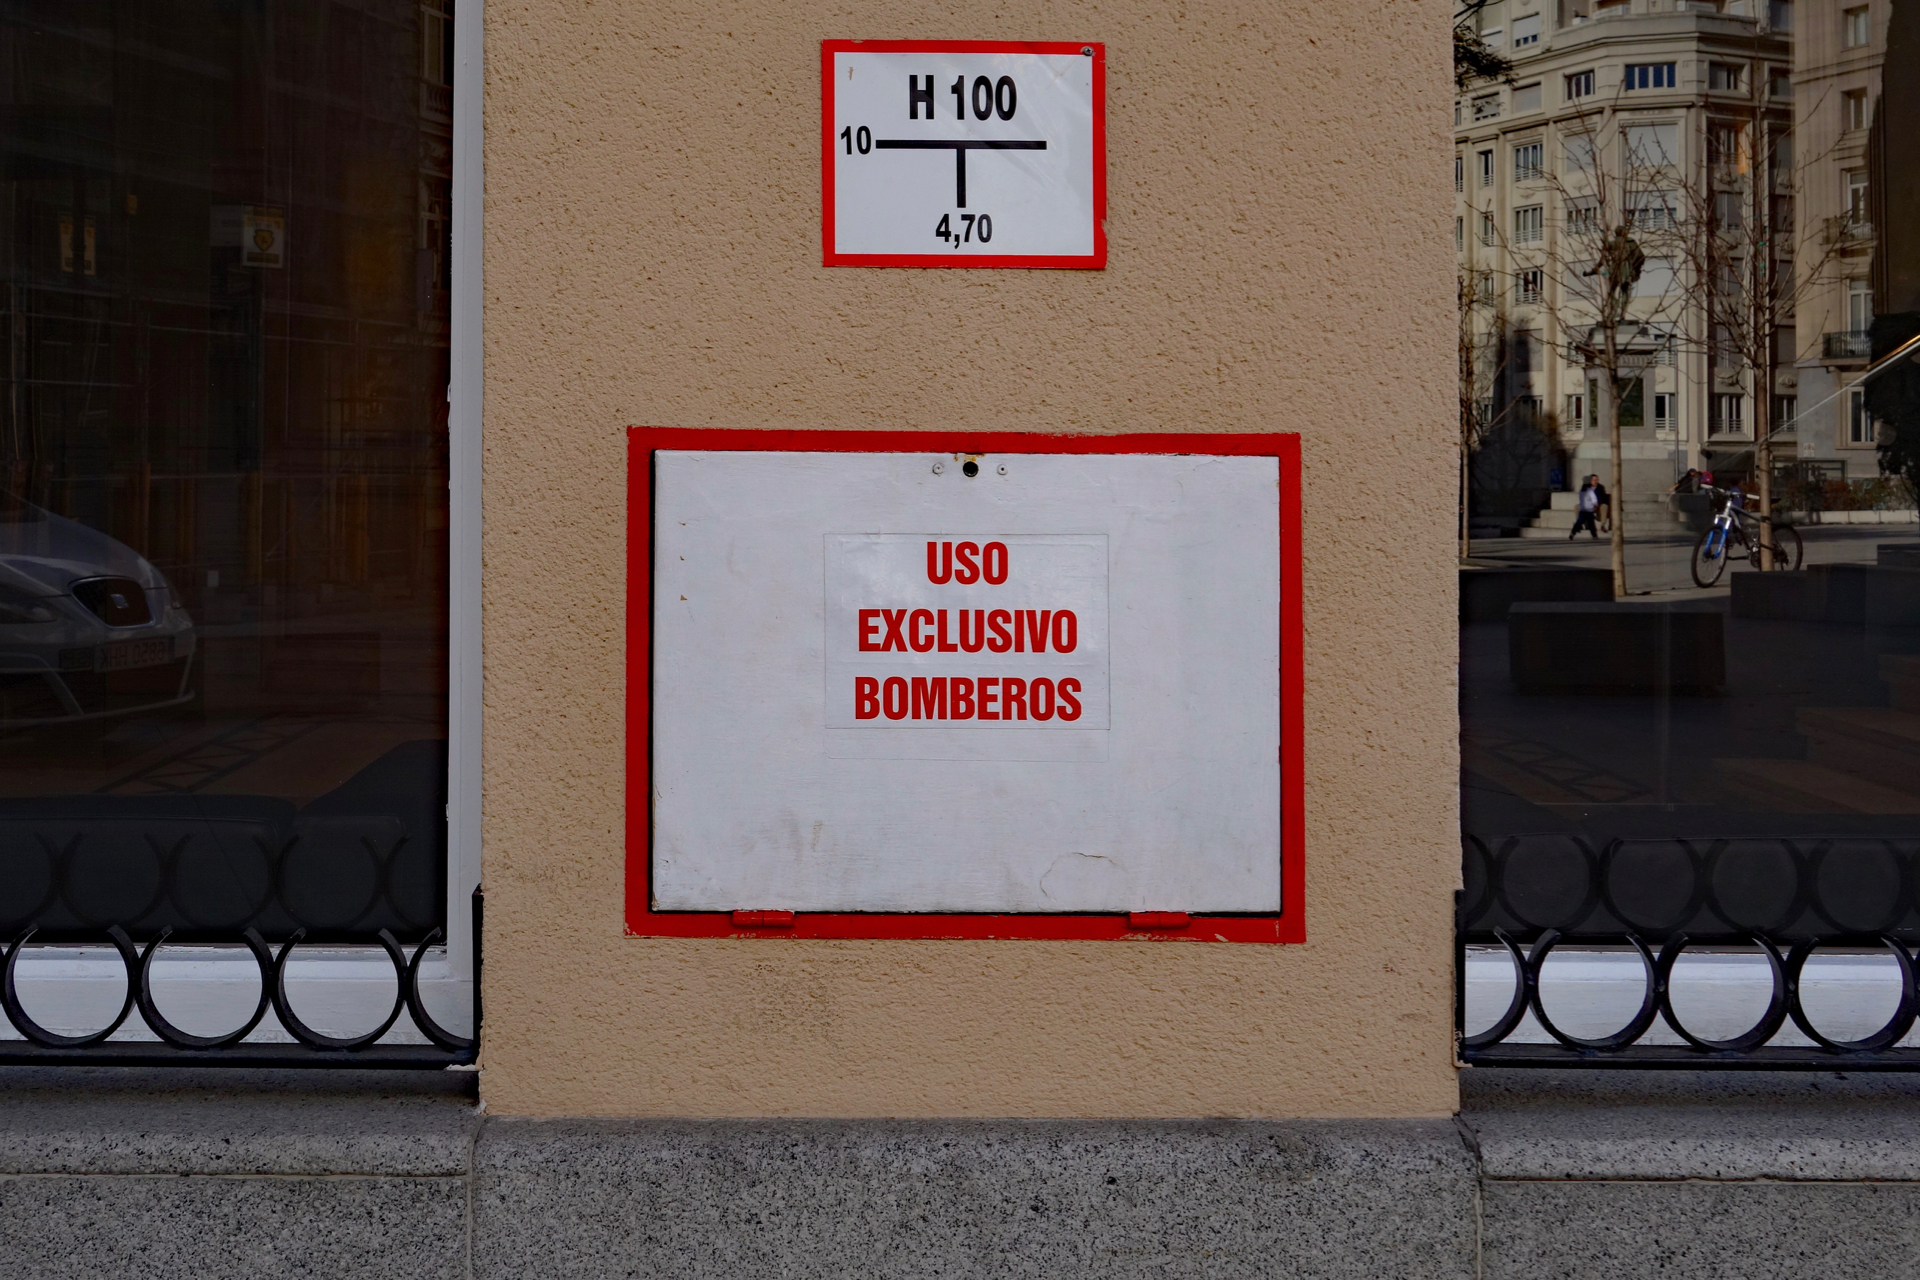 H 100
10
4,70
USO
EXCLUSIVO
BOMBEROS